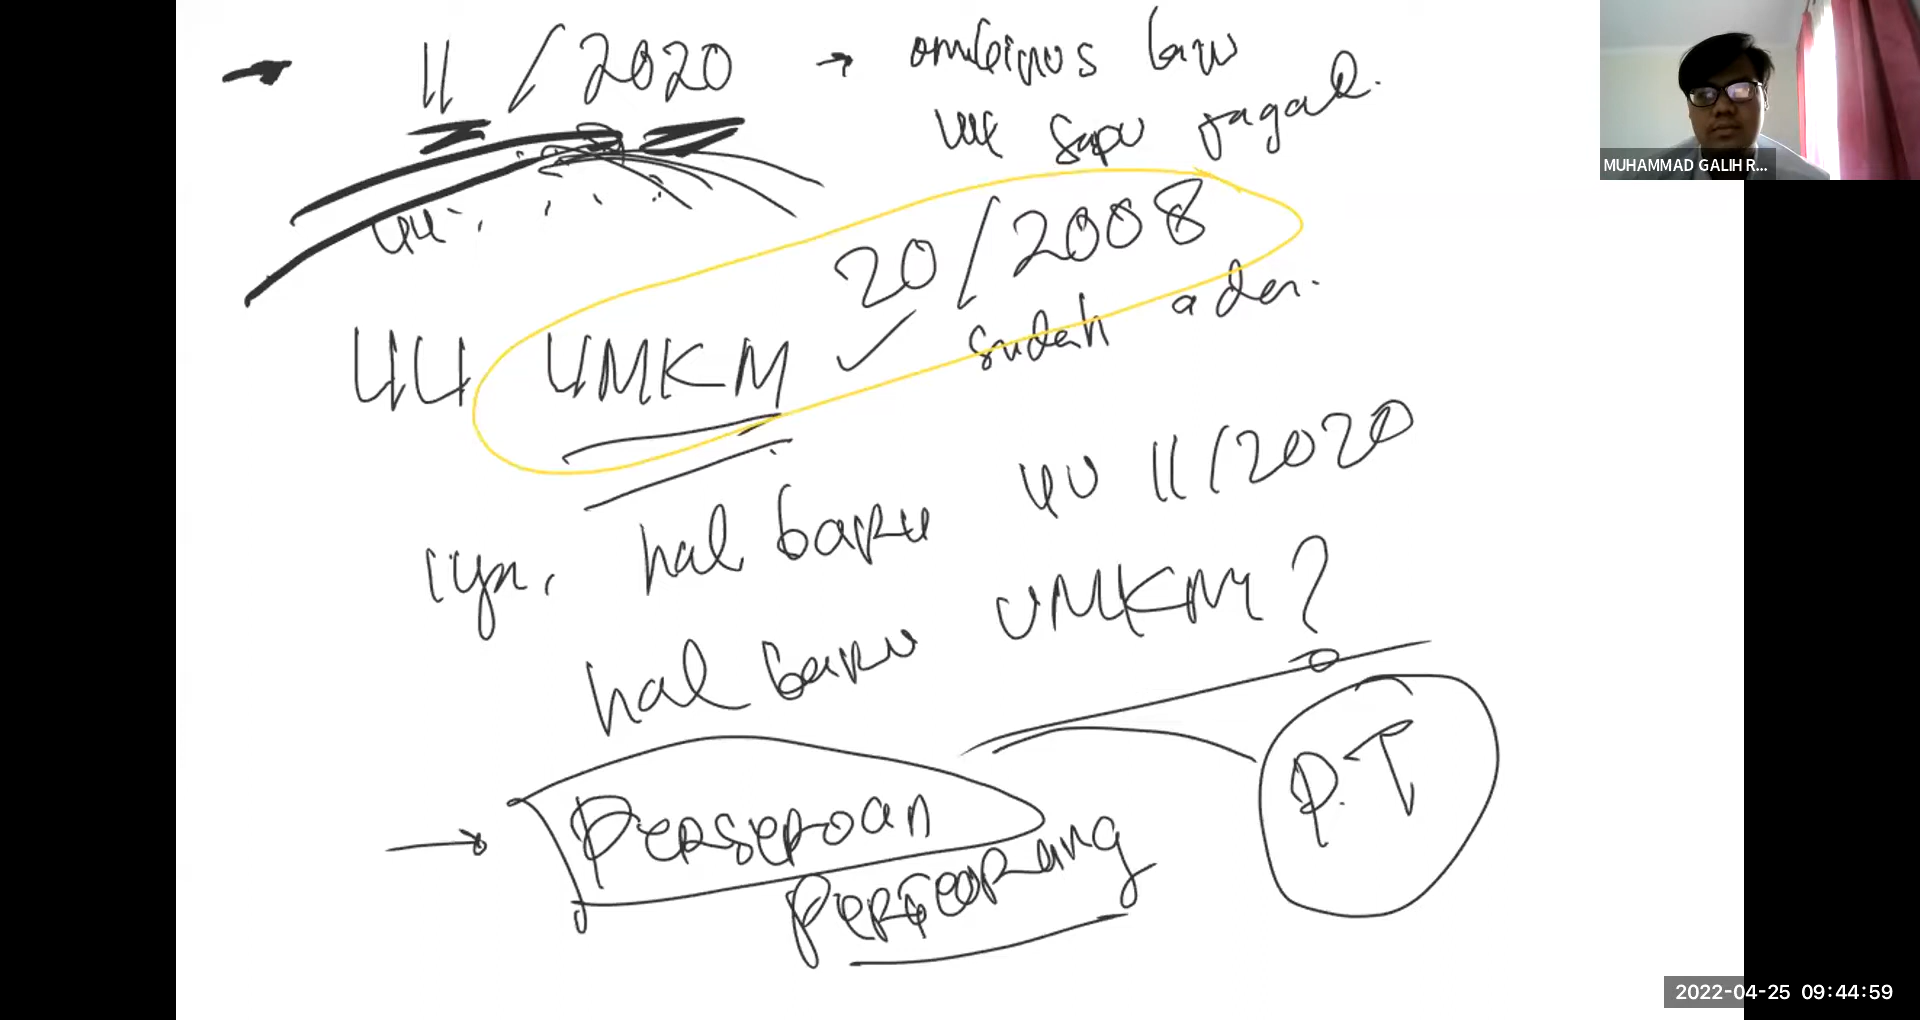 → 11 / 2020 → omnibus law
UU sapu jagad.
UU
20 / 2008
UU UMKM ✓ sudah ada.
iya, hal baru UU 11/2020
hal baru UMKM?
P.T
→ Perseroan
perseorang
MUHAMMAD GALIH R...
2022-04-25 09:44:59